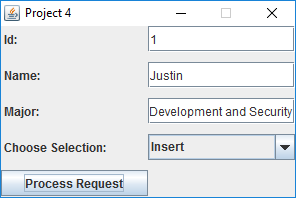 Project 4
Id: 1
Name: Justin
Major: Development and Security
Choose Selection: Insert
Process Request